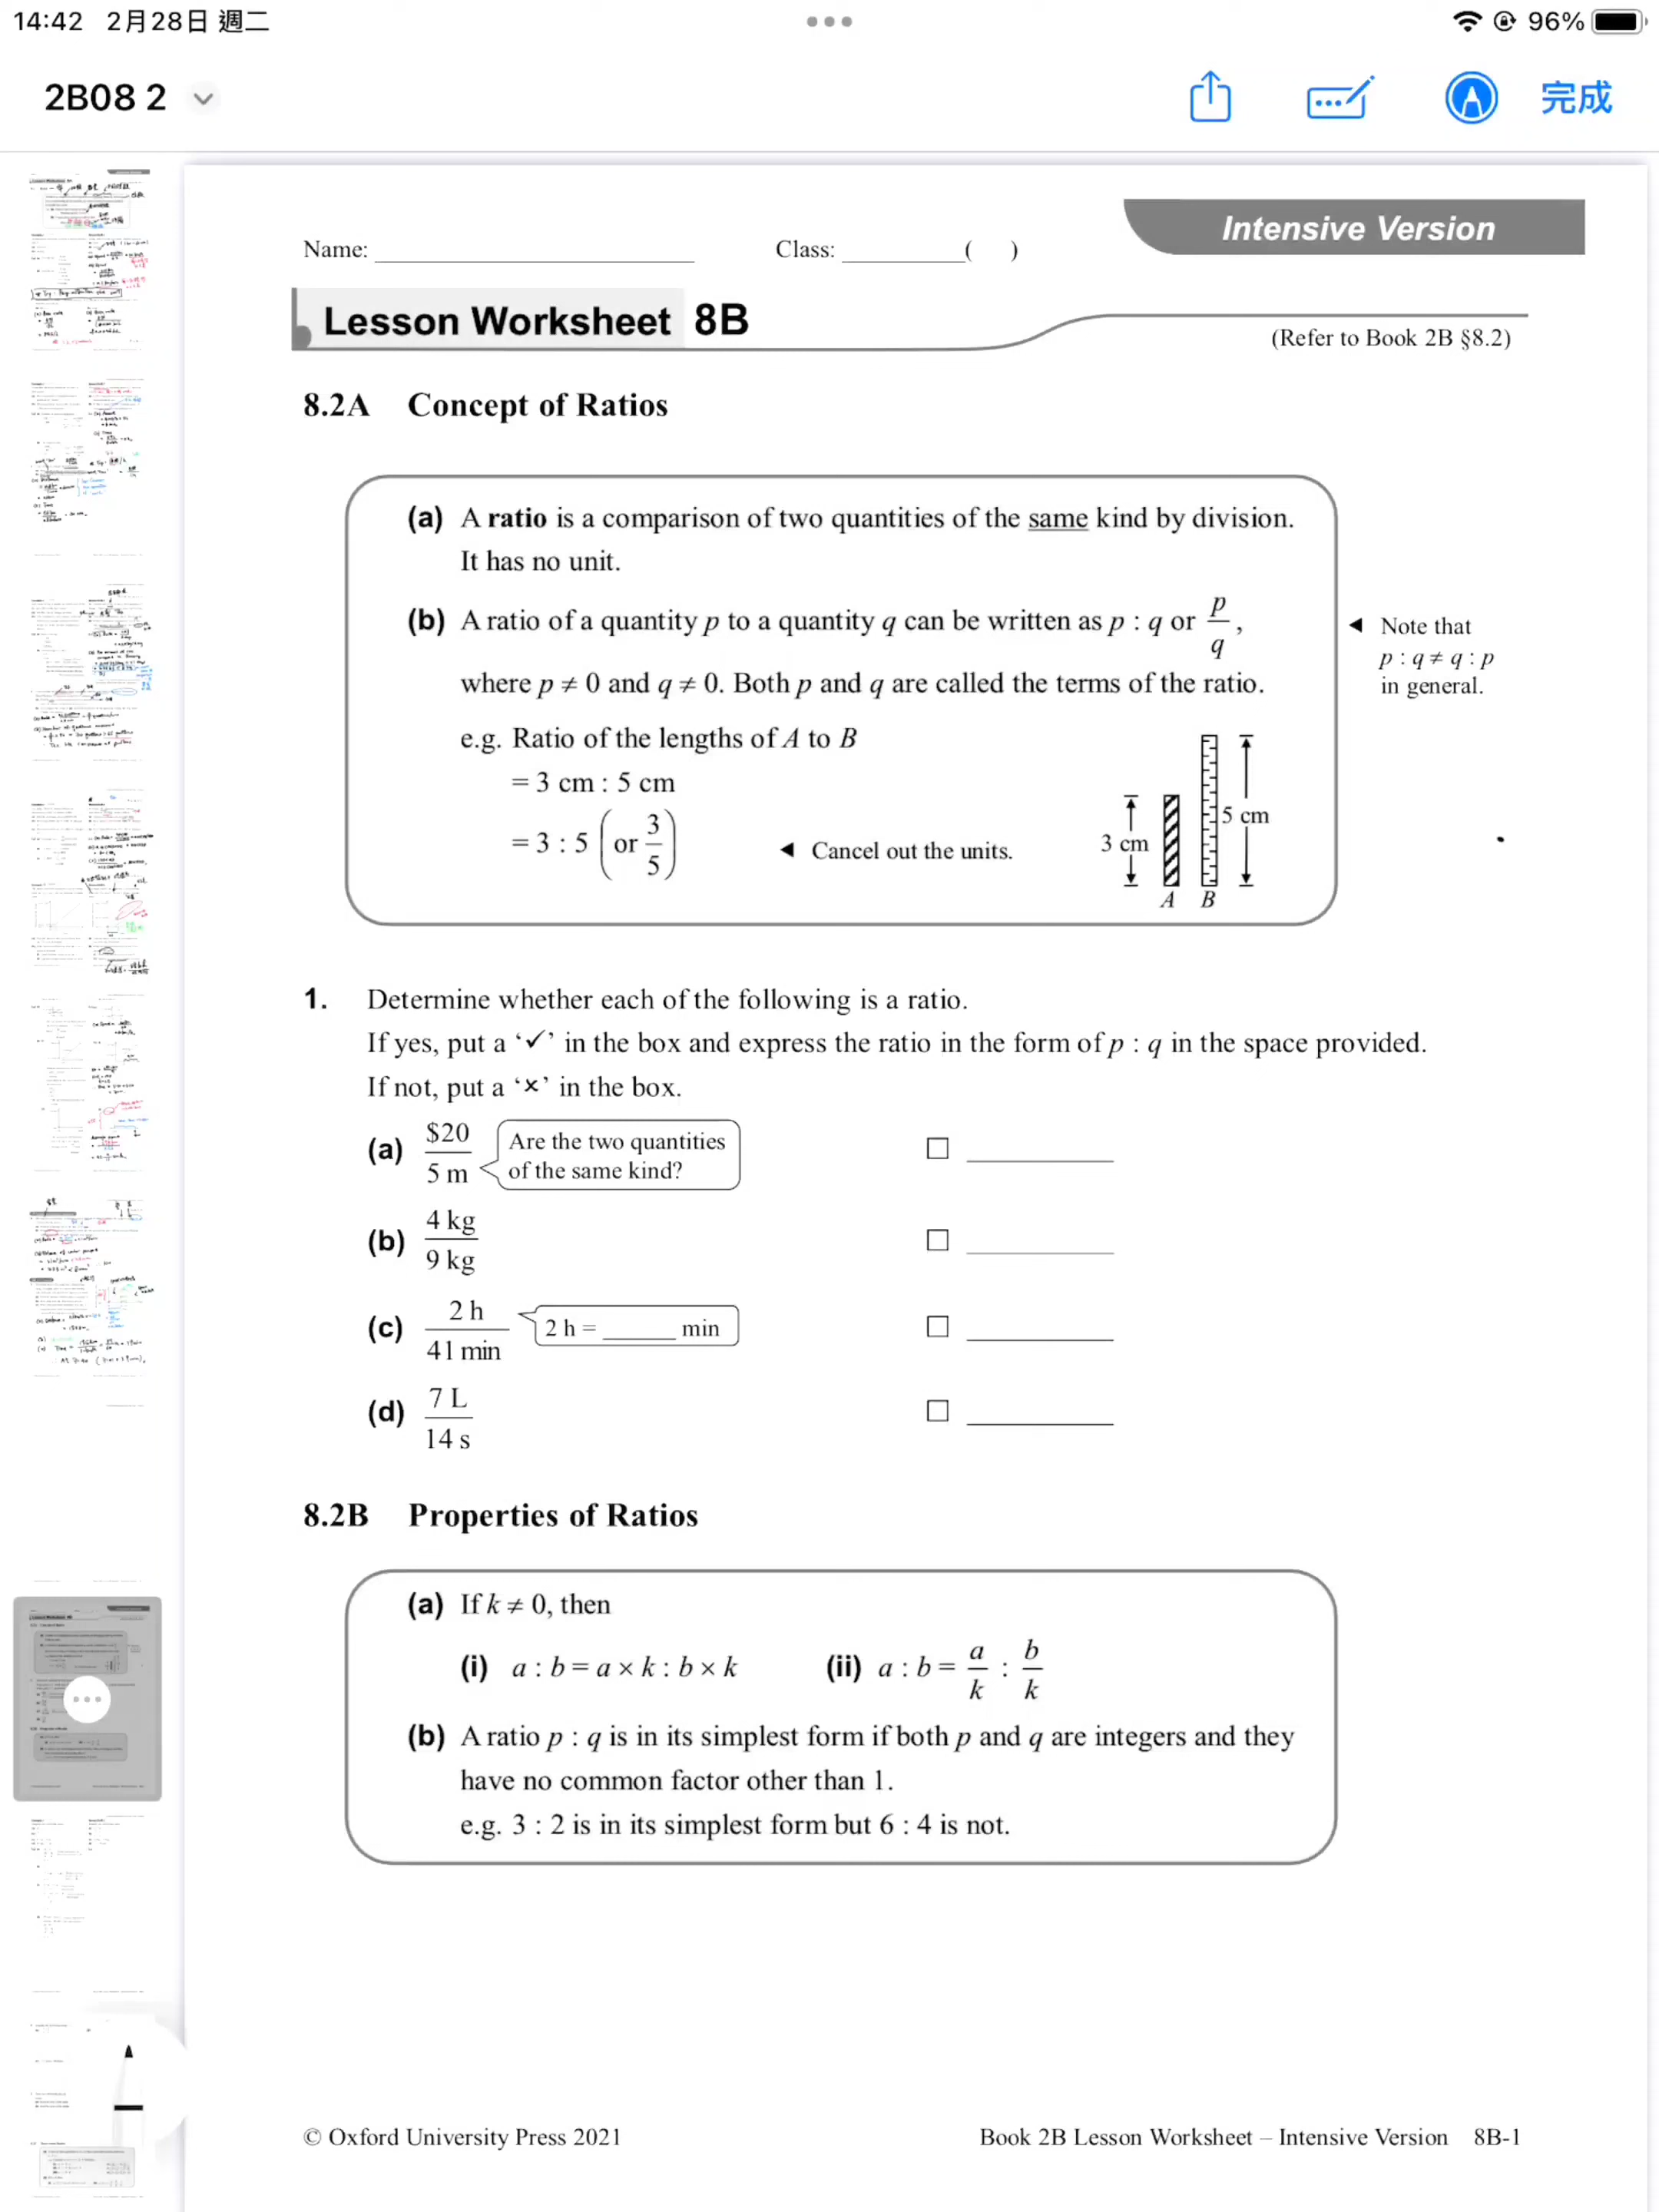 14:42 2月28日 週二
96%
2B08 2
完成
Intensive Version
Name: ____________ Class: ________( )
Lesson Worksheet 8B
(Refer to Book 2B §8.2)
8.2A Concept of Ratios
(a) A ratio is a comparison of two quantities of the same kind by division.
It has no unit.
(b) A ratio of a quantity p to a quantity q can be written as p : q or p/q,
where p ≠ 0 and q ≠ 0. Both p and q are called the terms of the ratio.
◄ Note that
p : q ≠ q : p
in general.
e.g. Ratio of the lengths of A to B
= 3 cm : 5 cm
= 3 : 5 (or 3/5)
◄ Cancel out the units.
3 cm
5 cm
A B
1. Determine whether each of the following is a ratio.
If yes, put a ‘✓’ in the box and express the ratio in the form of p : q in the space provided.
If not, put a ‘×’ in the box.
(a) $20/5 m
Are the two quantities
of the same kind?
□ ________
(b) 4 kg/9 kg □ ________
(c) 2 h/41 min
2 h = _____ min
□ ________
(d) 7 L/14 s □ ________
8.2B Properties of Ratios
(a) If k ≠ 0, then
(i) a : b = a × k : b × k (ii) a : b = a/k : b/k
(b) A ratio p : q is in its simplest form if both p and q are integers and they
have no common factor other than 1.
e.g. 3 : 2 is in its simplest form but 6 : 4 is not.
© Oxford University Press 2021
Book 2B Lesson Worksheet – Intensive Version 8B-1